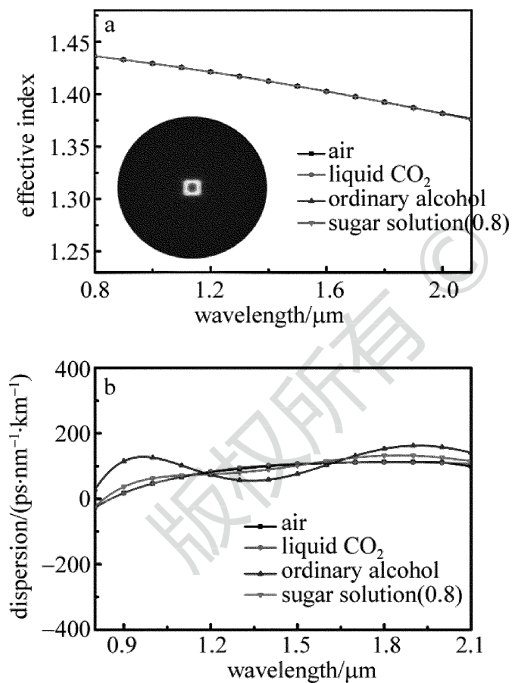 a
1.45
1.40
1.35
1.30
1.25
effective index
air
liquid CO₂
ordinary alcohol
sugar solution(0.8)
0.8 1.2 1.6 2.0
wavelength/μm
b
400
200
0
−200
−400
dispersion/(ps·nm⁻¹·km⁻¹)
air
liquid CO₂
ordinary alcohol
sugar solution(0.8)
0.9 1.2 1.5 1.8 2.1
wavelength/μm
版权所有 ©